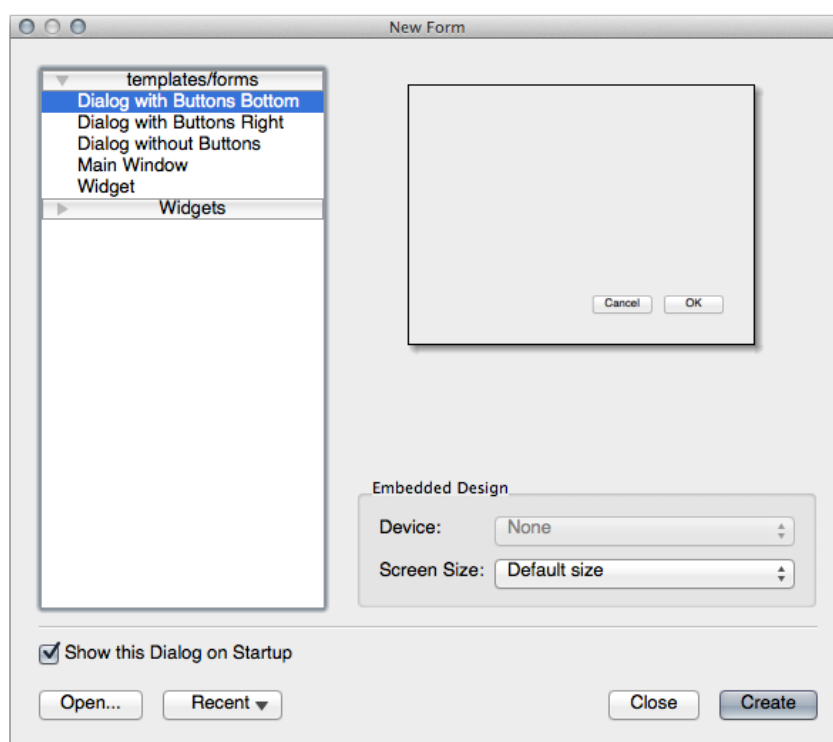 New Form
templates/forms
Dialog with Buttons Bottom
Dialog with Buttons Right
Dialog without Buttons
Main Window
Widget
Widgets
Cancel OK
Embedded Design
Device: None
Screen Size: Default size
Show this Dialog on Startup
Open... Recent Close Create